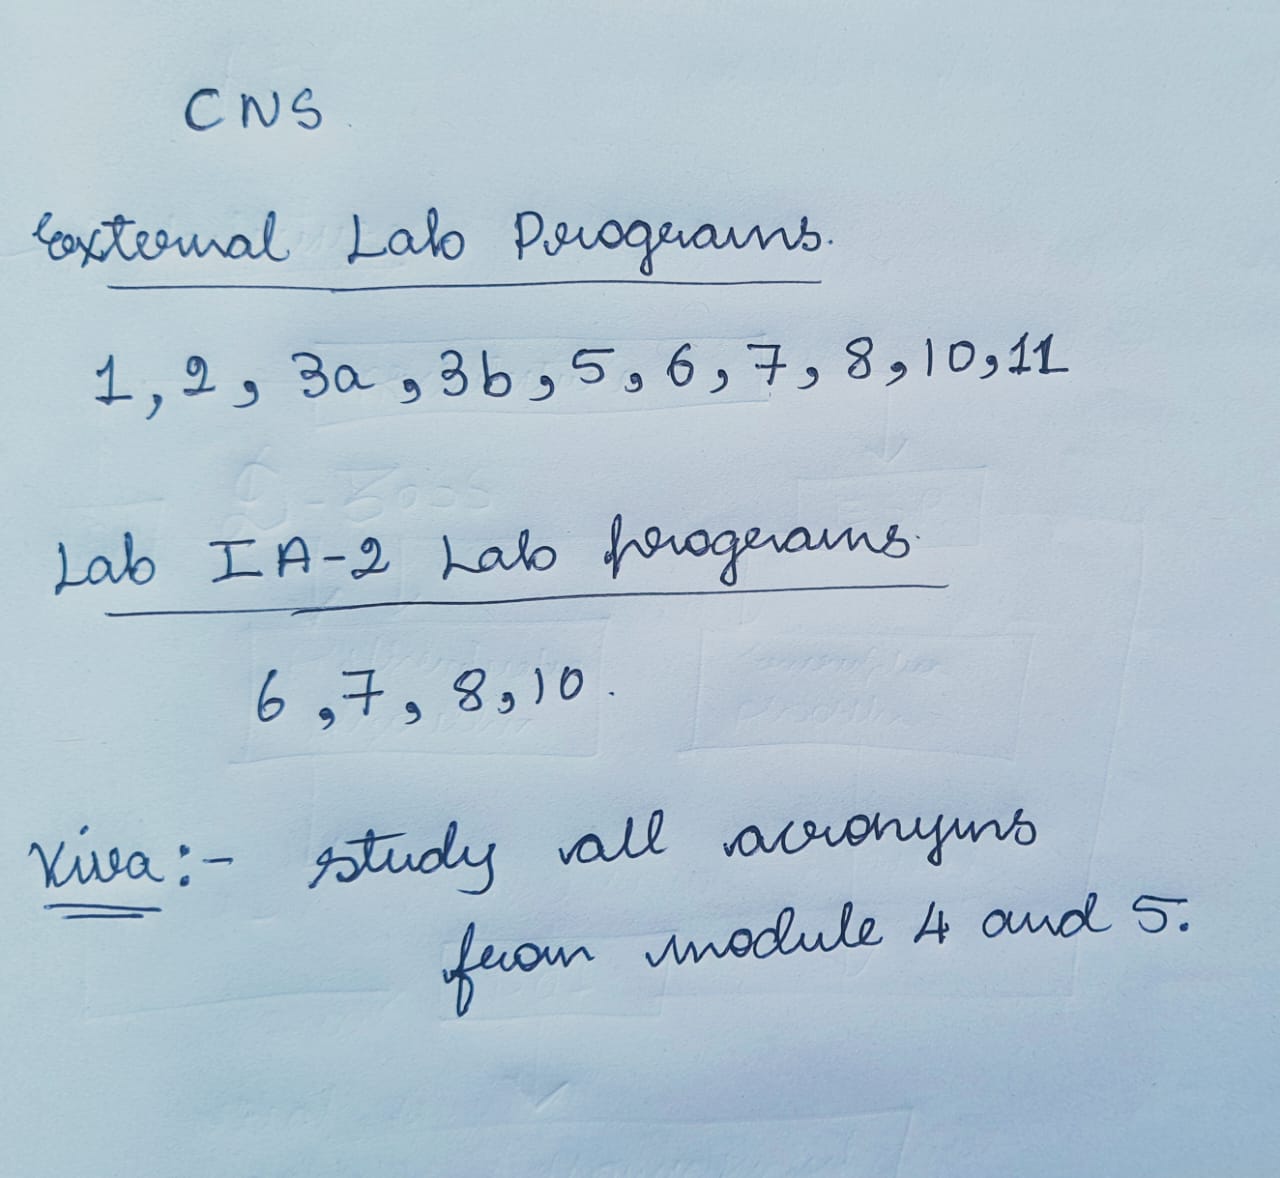 CNS
External Lab Programs.
1, 2, 3a, 3b, 5, 6, 7, 8, 10, 11
Lab IA-2 Lab programs.
6, 7, 8, 10.
Viva:- study all acronyms
from module 4 and 5.